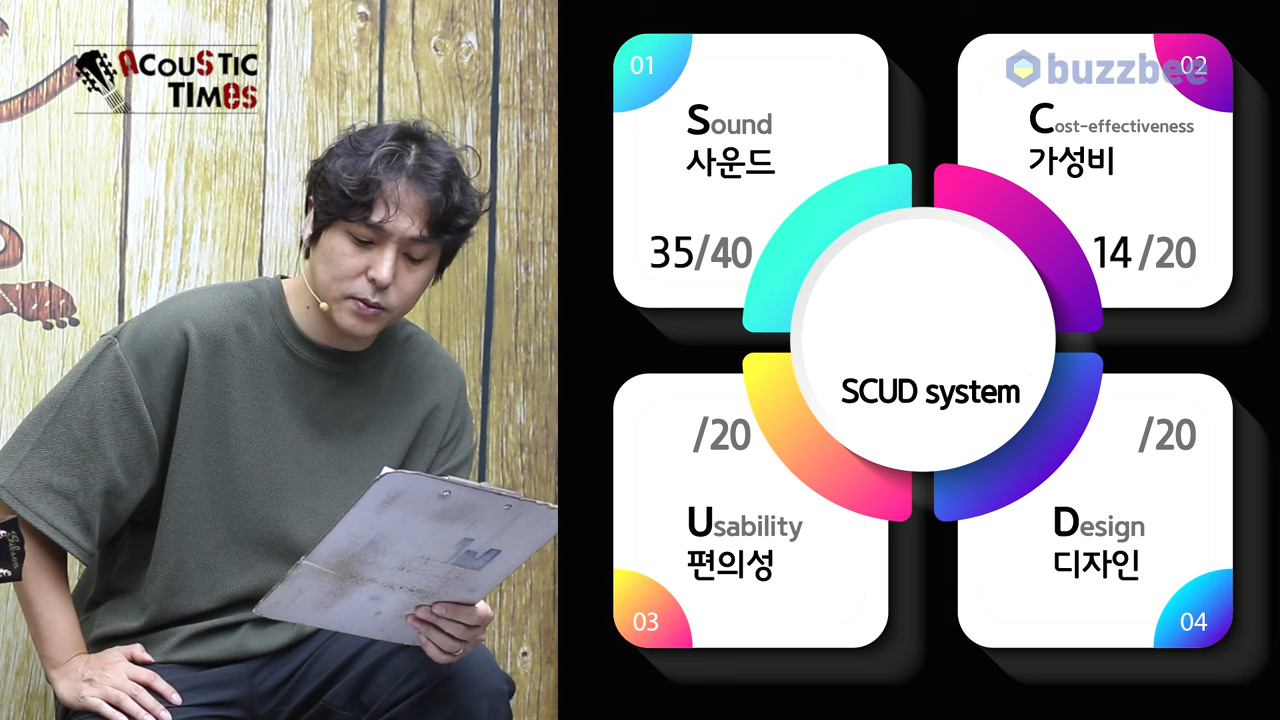 ACOUSTIC
TIMES
01
Sound
사운드
35/40
buzzbee
02
Cost-effectiveness
가성비
14/20
SCUD system
/20
Usability
편의성
03
/20
Design
디자인
04
Gibson